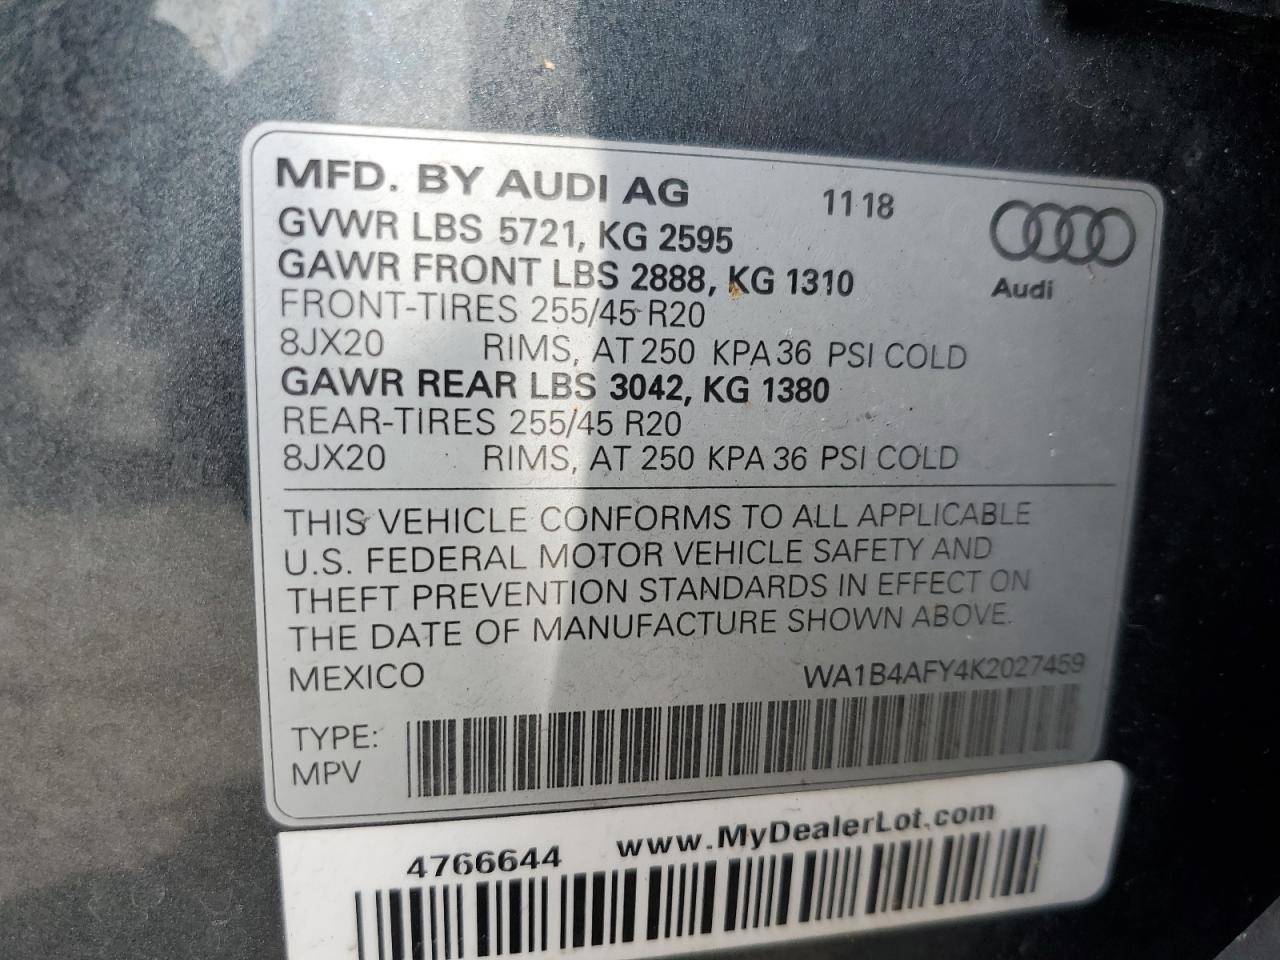 MFD. BY AUDI AG 11 18
GVWR LBS 5721, KG 2595
GAWR FRONT LBS 2888, KG 1310
Audi
FRONT-TIRES 255/45 R20
8JX20 RIMS, AT 250 KPA 36 PSI COLD
GAWR REAR LBS 3042, KG 1380
REAR-TIRES 255/45 R20
8JX20 RIMS, AT 250 KPA 36 PSI COLD
THIS VEHICLE CONFORMS TO ALL APPLICABLE
U.S. FEDERAL MOTOR VEHICLE SAFETY AND
THEFT PREVENTION STANDARDS IN EFFECT ON
THE DATE OF MANUFACTURE SHOWN ABOVE.
MEXICO WA1B4AFY4K2027459
TYPE:
MPV
4766644 www.MyDealerLot.com